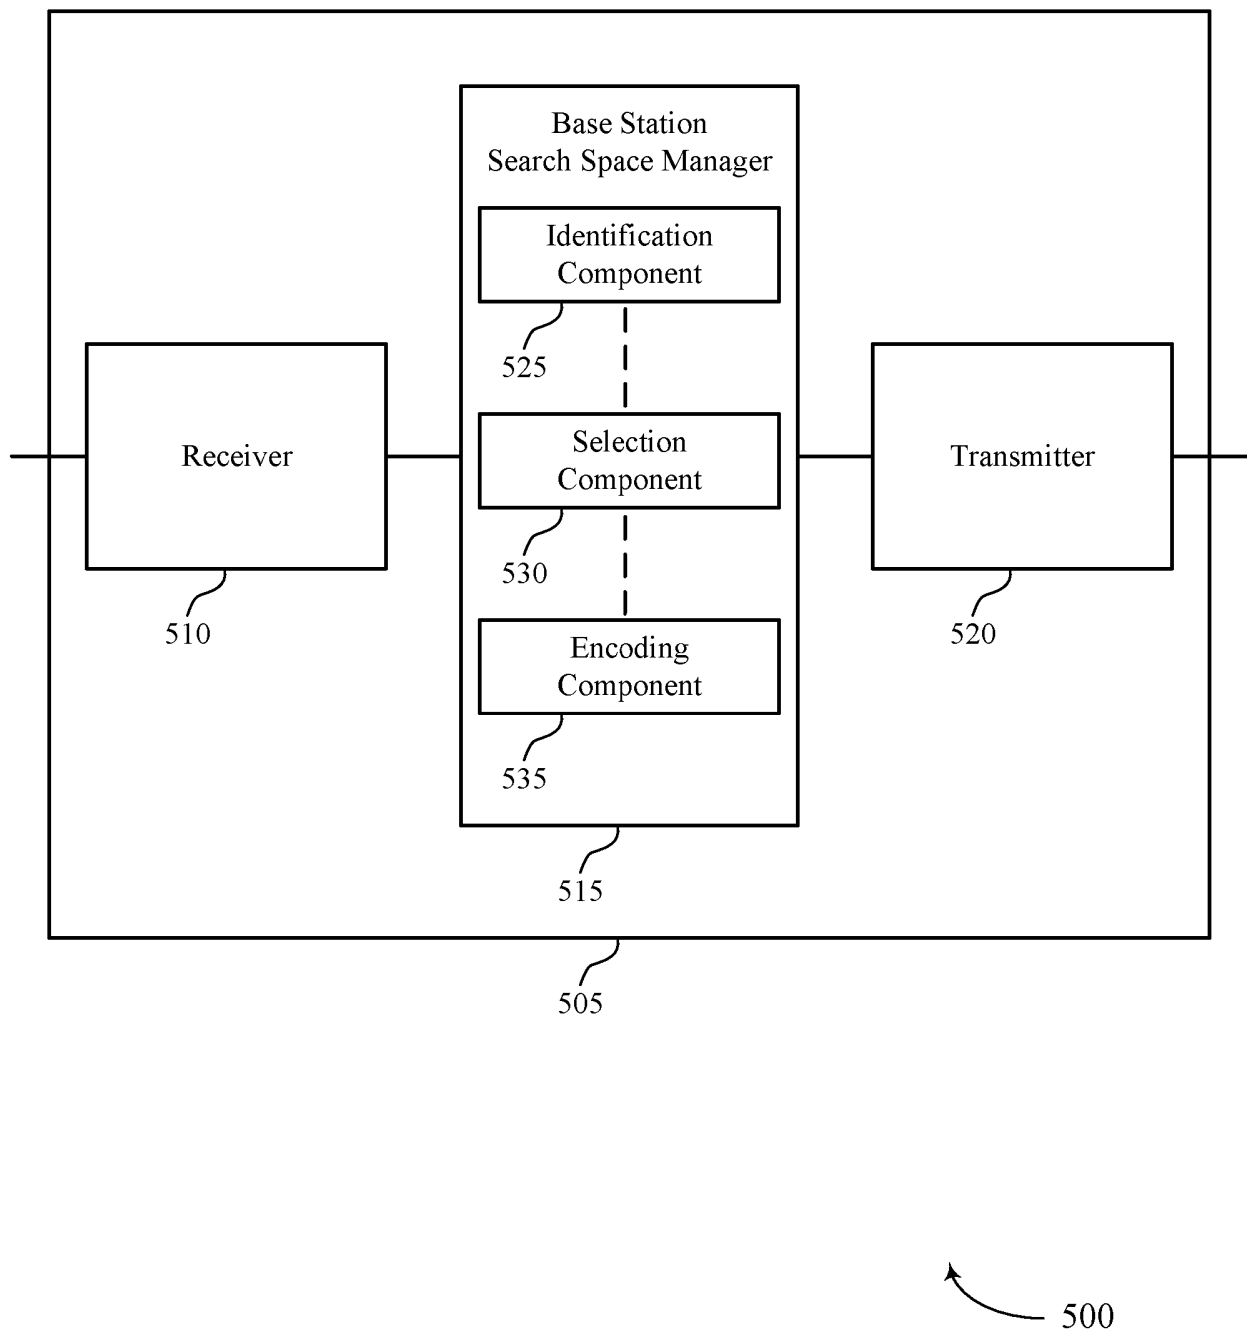 Base Station
Search Space Manager
Identification
Component
525
Receiver
510
Selection
Component
530
Transmitter
520
Encoding
Component
535
515
505
500